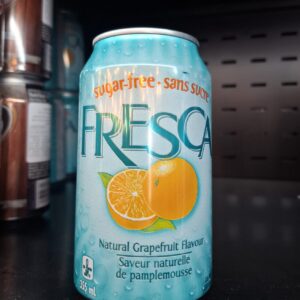 sugar-free • sans sucre
FRESCA
Natural Grapefruit Flavour
Saveur naturelle
de pamplemousse
355 ml